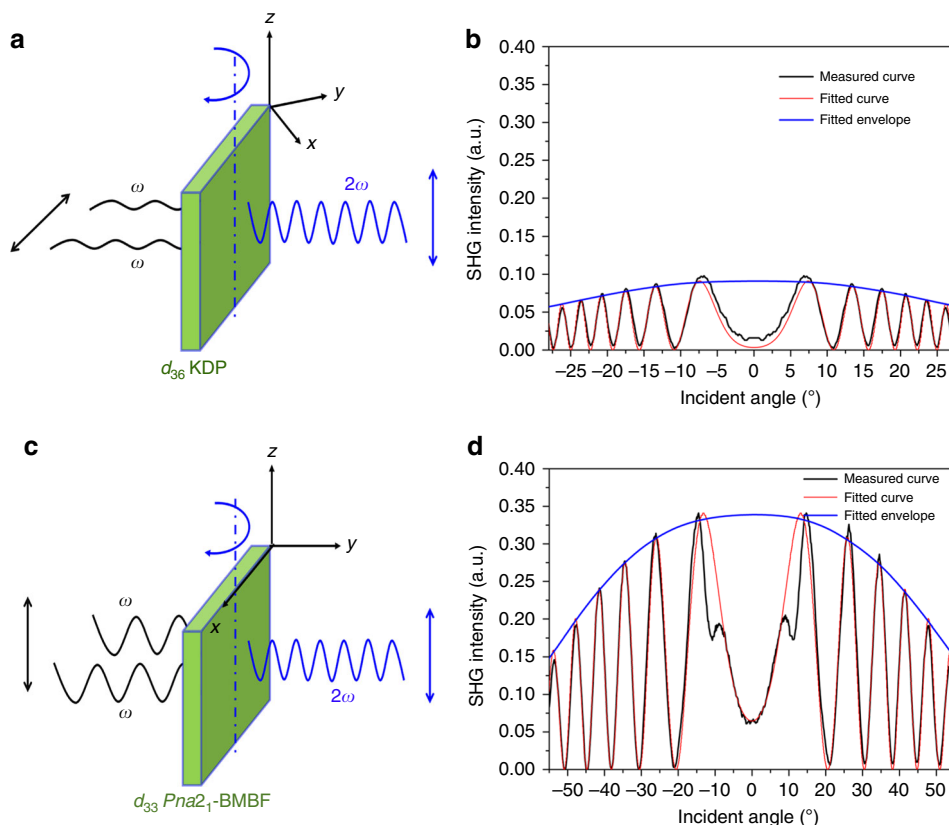 a
z
y
x
ω
ω
2ω
d36 KDP
b
SHG intensity (a.u.)
0.40
0.35
0.30
0.25
0.20
0.15
0.10
0.05
0.00
Measured curve
Fitted curve
Fitted envelope
–25 –20 –15 –10 –5 0 5 10 15 20 25
Incident angle (°)
c
z
y
x
ω
ω
2ω
d33 Pna21-BMBF
d
SHG intensity (a.u.)
0.40
0.35
0.30
0.25
0.20
0.15
0.10
0.05
0.00
Measured curve
Fitted curve
Fitted envelope
–50 –40 –30 –20 –10 0 10 20 30 40 50
Incident angle (°)